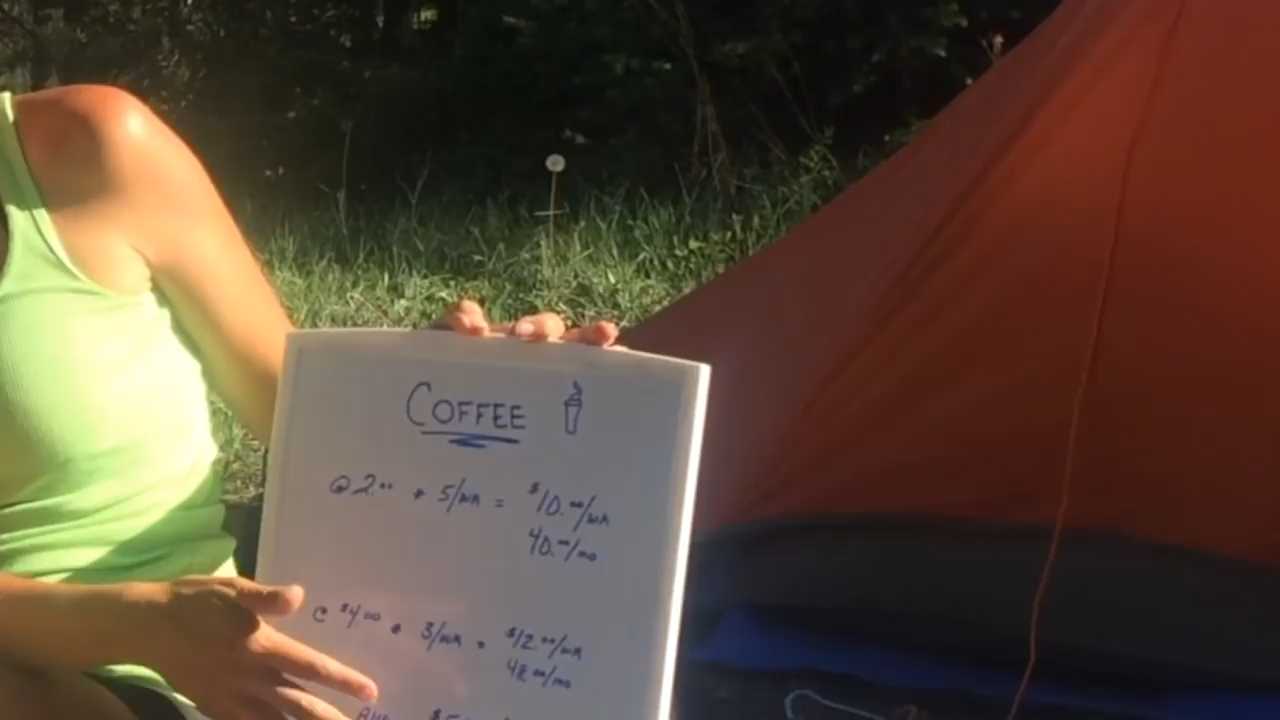 COFFEE
@ 2.00 • 5/wk = $10.00/wk
40.–/mo
C $4.00 • 3/wk = $12.00/wk
48.00/mo